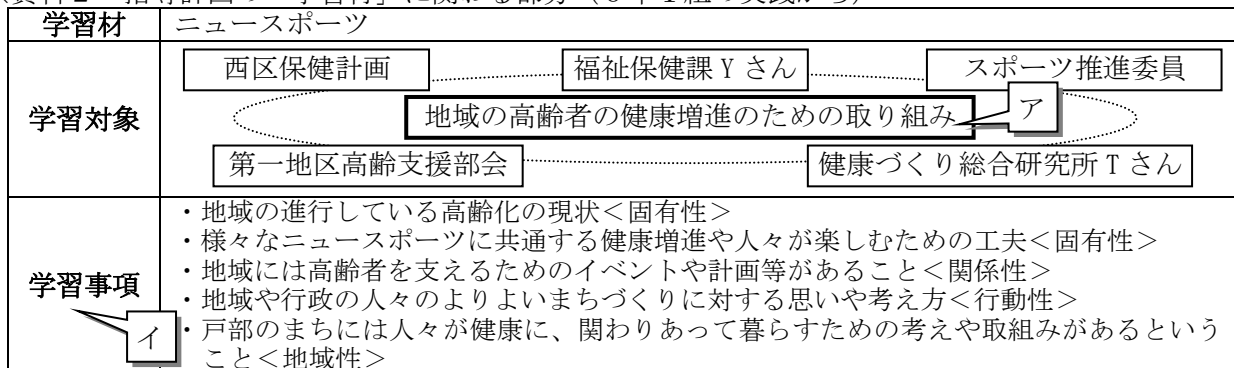 学習材 ニュースポーツ
西区保健計画 福祉保健課Yさん スポーツ推進委員
学習対象 地域の高齢者の健康増進のための取り組み ア
第一地区高齢支援部会 健康づくり総合研究所Tさん
・地域の進行している高齢化の現状<固有性>
・様々なニュースポーツに共通する健康増進や人々が楽しむための工夫<固有性>
学習事項 ・地域には高齢者を支えるためのイベントや計画等があること<関係性>
・地域や行政の人々のよりよいまちづくりに対する思いや考え方<行動性>
イ ・戸部のまちには人々が健康に、関わりあって暮らすための考えや取組みがあるという
こと<地域性>